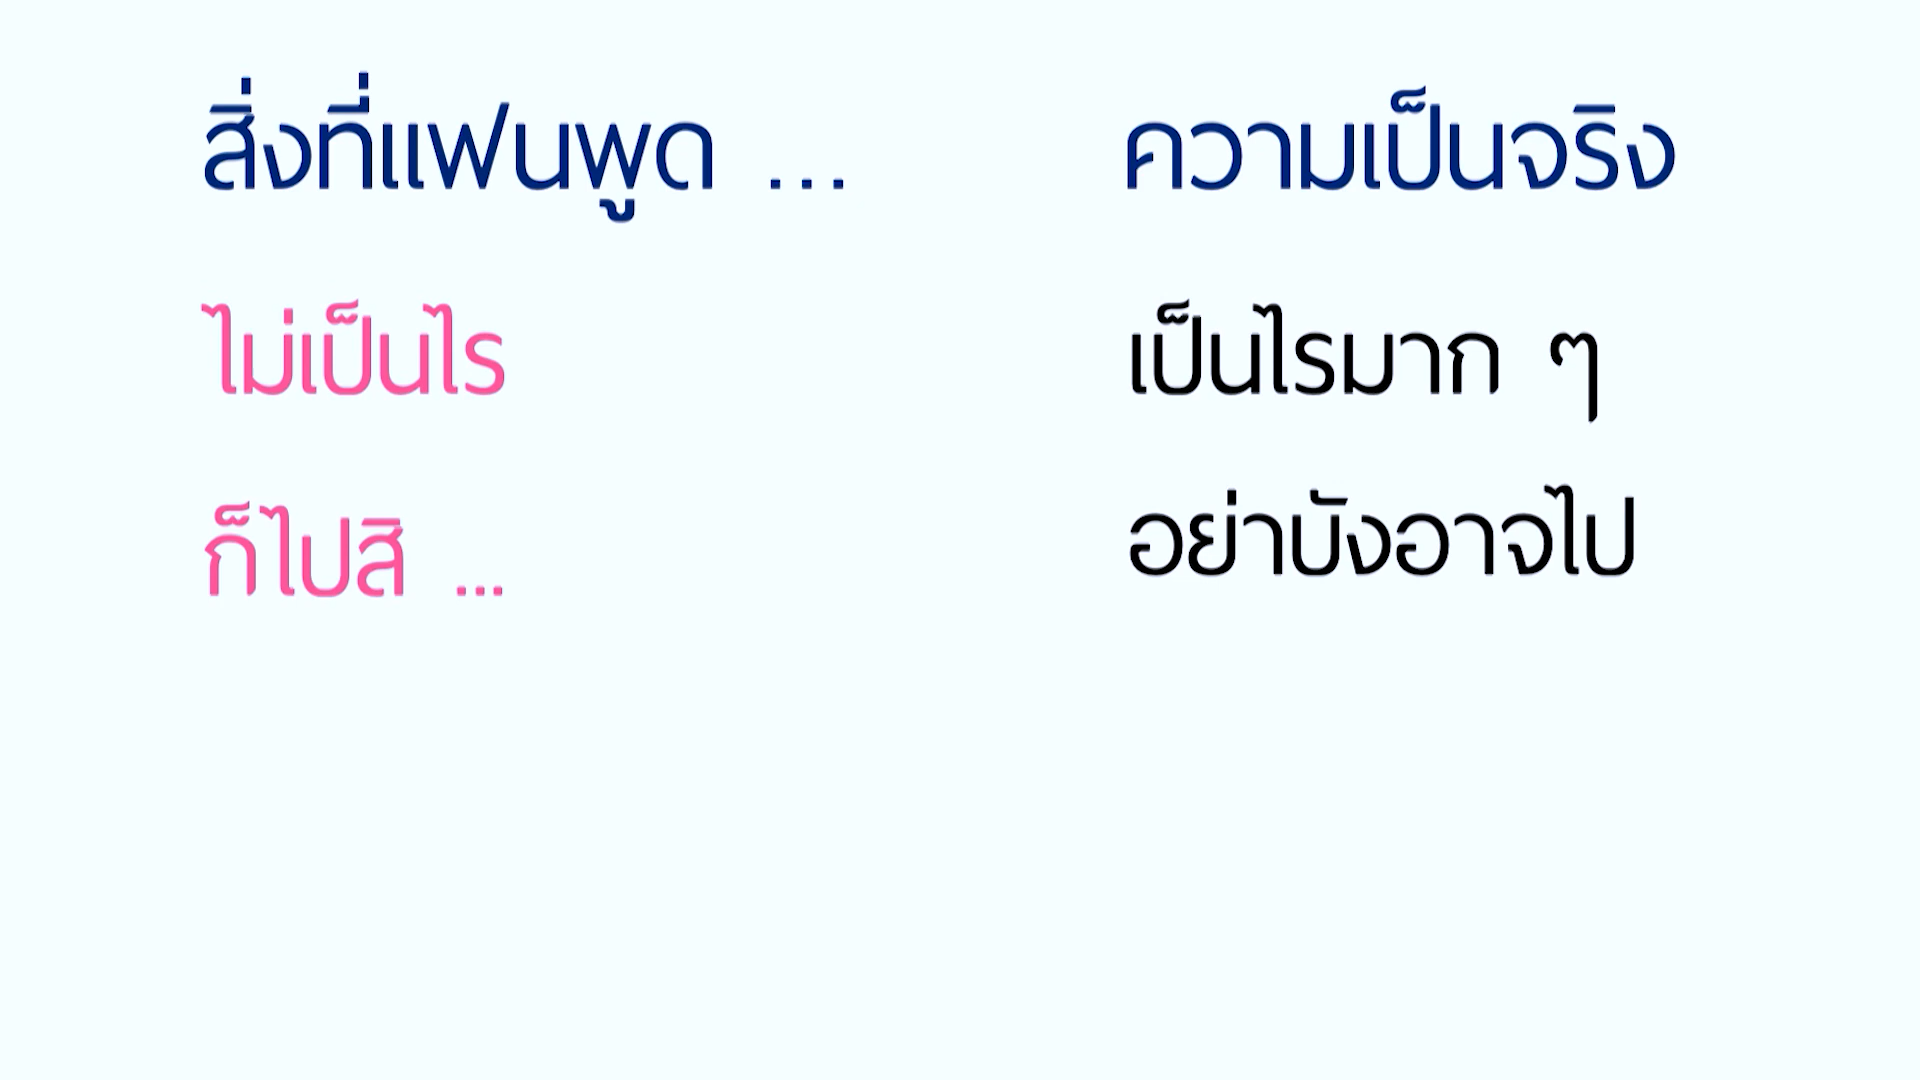 สิ่งที่แฟนพูด ... ความเป็นจริง
ไม่เป็นไร เป็นไรมาก ๆ
ก็ไปสิ ... อย่าบังอาจไป